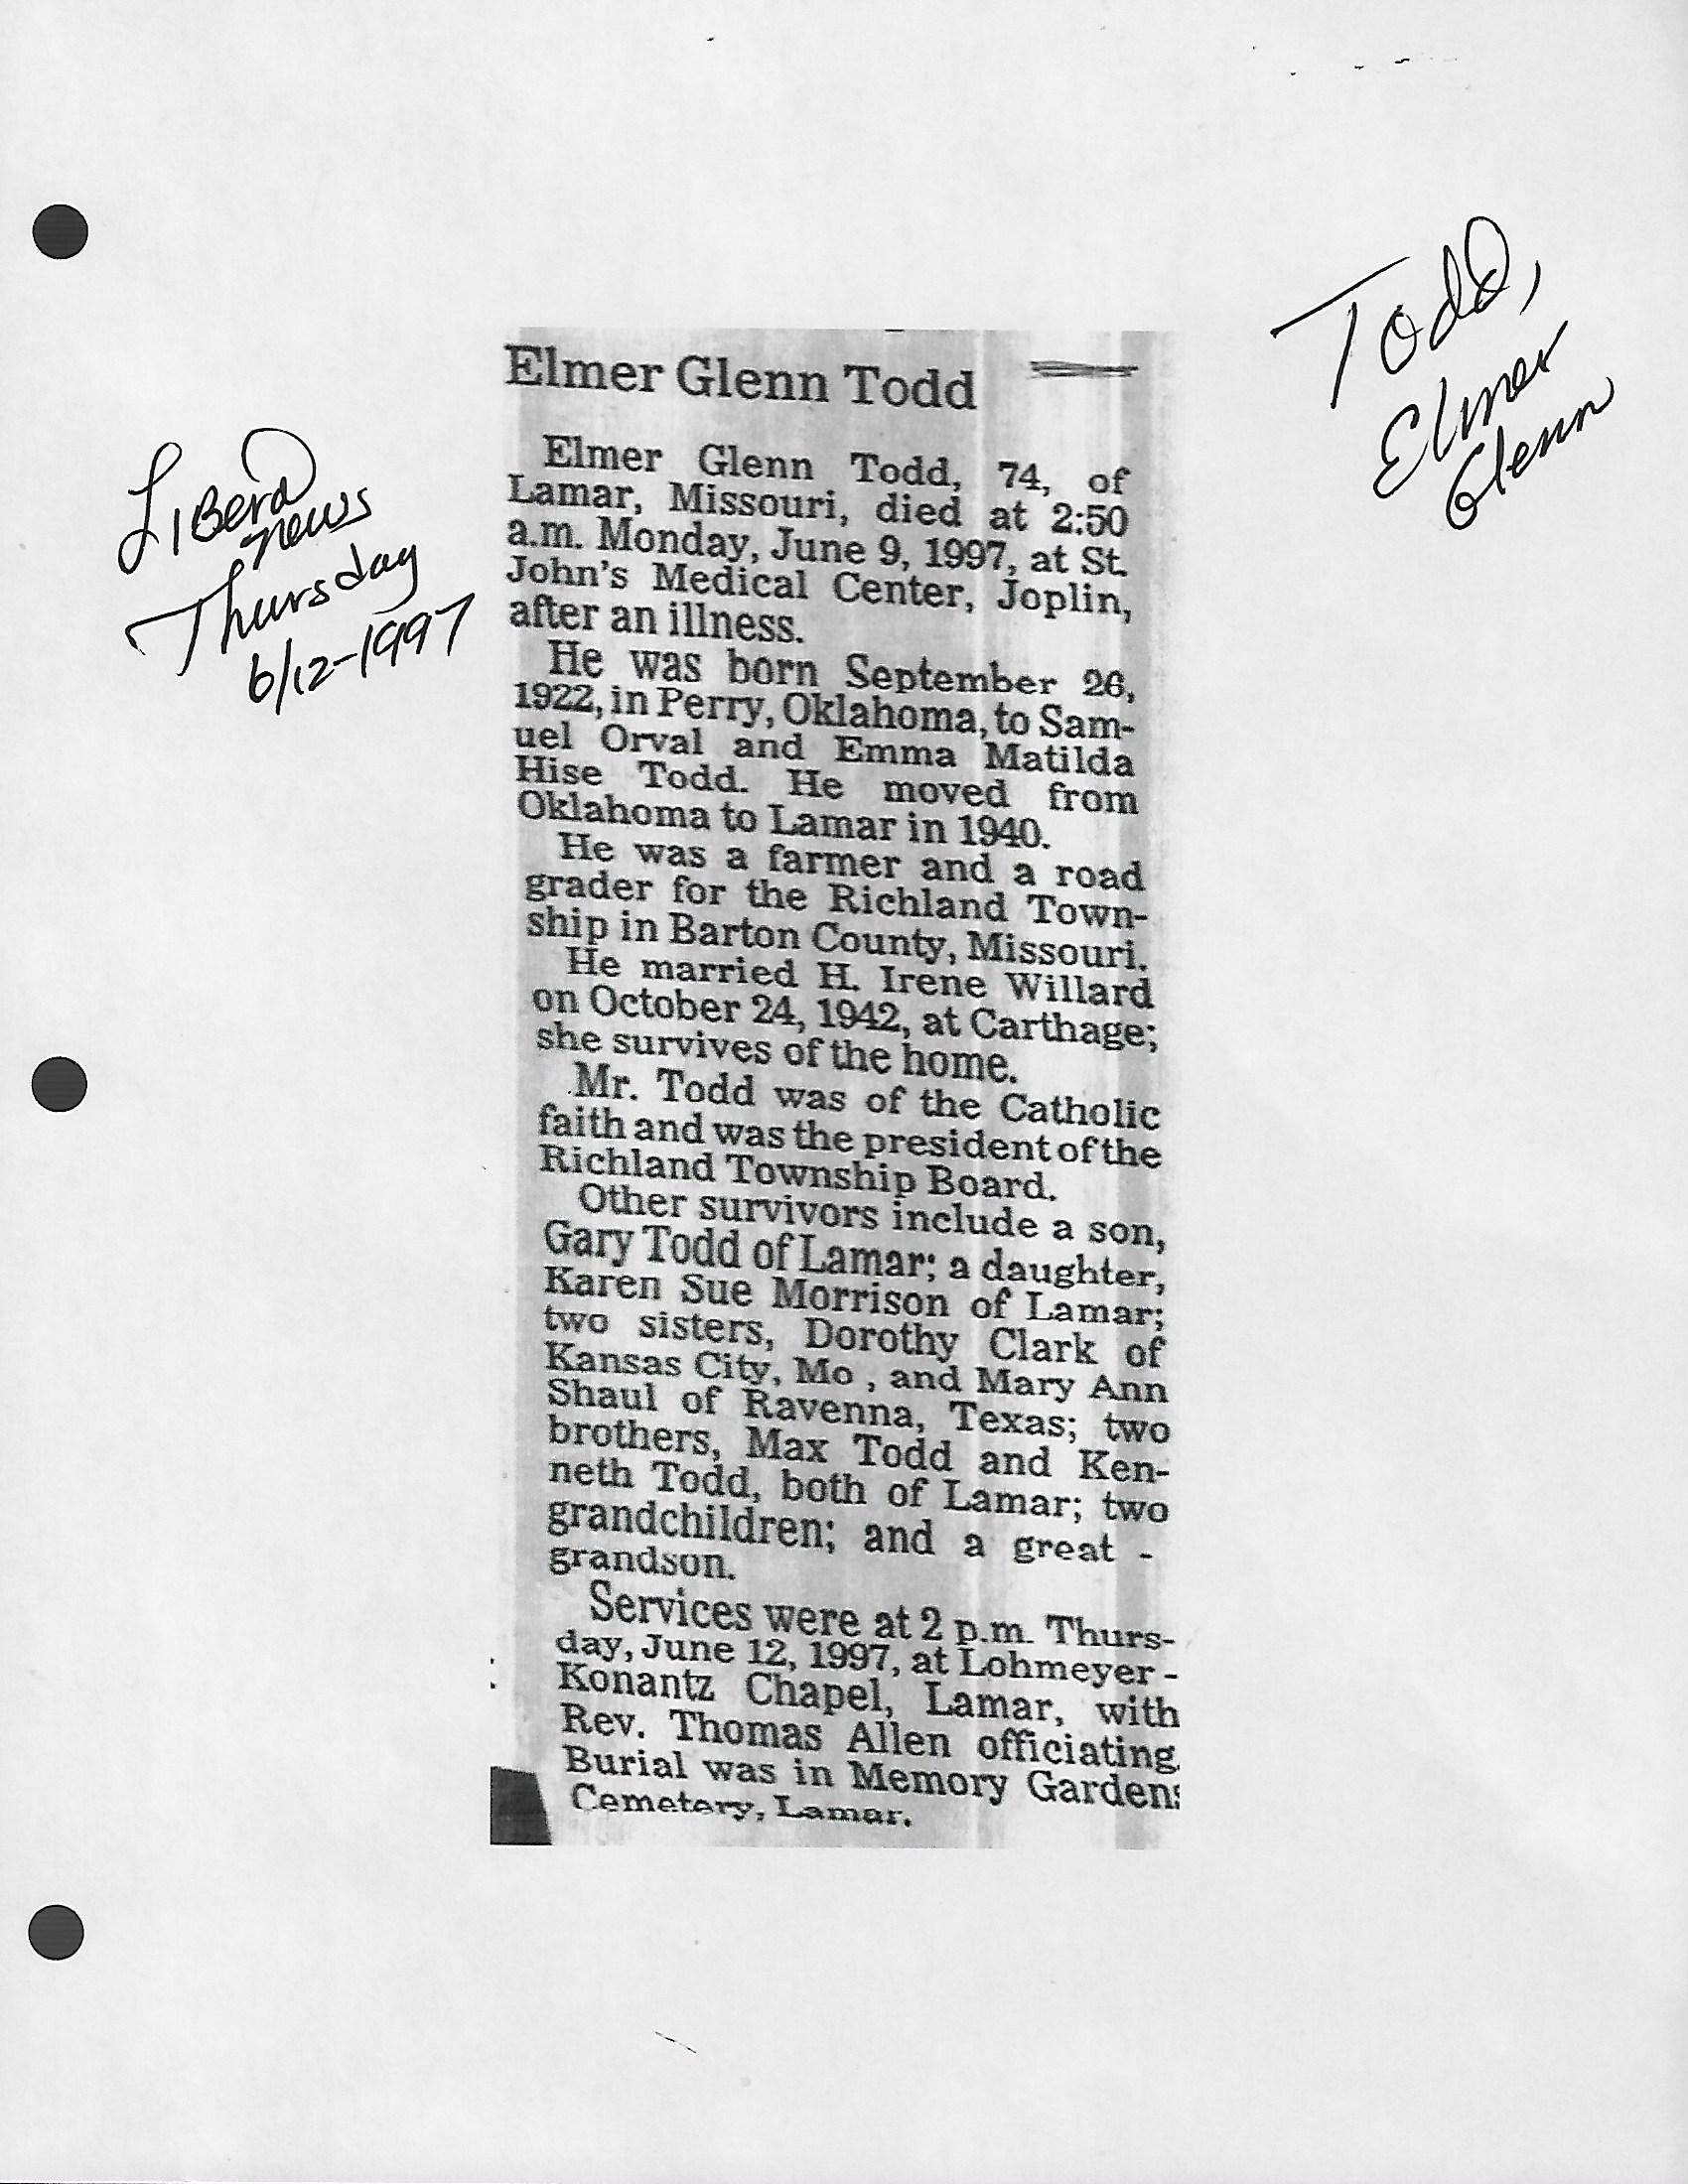 Todd,
Elmer
Glenn
Liberal
news
Thursday
6/12-1997
Elmer Glenn Todd
Elmer Glenn Todd, 74, of
Lamar, Missouri, died at 2:50
a.m. Monday, June 9, 1997, at St.
John's Medical Center, Joplin,
after an illness.
He was born September 26,
1922, in Perry, Oklahoma, to Sam-
uel Orval and Emma Matilda
Hise Todd. He moved from
Oklahoma to Lamar in 1940.
He was a farmer and a road
grader for the Richland Town-
ship in Barton County, Missouri.
He married H. Irene Willard
on October 24, 1942, at Carthage;
she survives of the home.
Mr. Todd was of the Catholic
faith and was the president of the
Richland Township Board.
Other survivors include a son,
Gary Todd of Lamar; a daughter,
Karen Sue Morrison of Lamar;
two sisters, Dorothy Clark of
Kansas City, Mo , and Mary Ann
Shaul of Ravenna, Texas; two
brothers, Max Todd and Ken-
neth Todd, both of Lamar; two
grandchildren; and a great -
grandson.
Services were at 2 p.m. Thurs-
day, June 12, 1997, at Lohmeyer -
Konantz Chapel, Lamar, with
Rev. Thomas Allen officiating.
Burial was in Memory Gardens
Cemetery, Lamar.